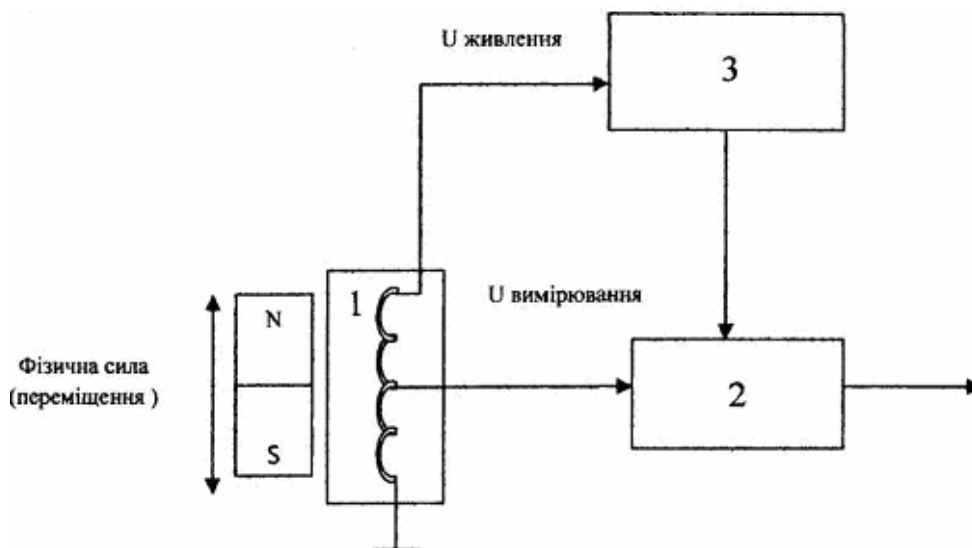 U живлення
3
1
U вимірювання
N
Фізична сила
(переміщення )
2
S